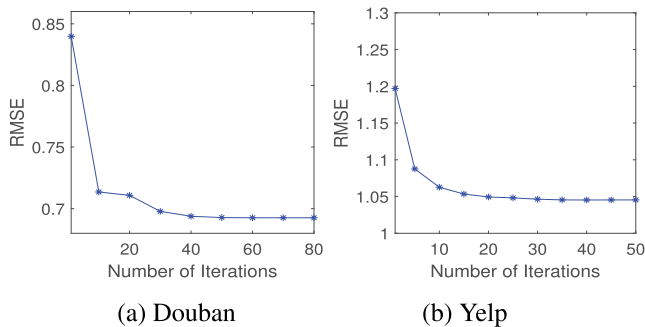 0.85
0.8
0.75
0.7
RMSE
20 40 60 80
Number of Iterations
(a) Douban
1.3
1.25
1.2
1.15
1.1
1.05
1
RMSE
10 20 30 40 50
Number of Iterations
(b) Yelp